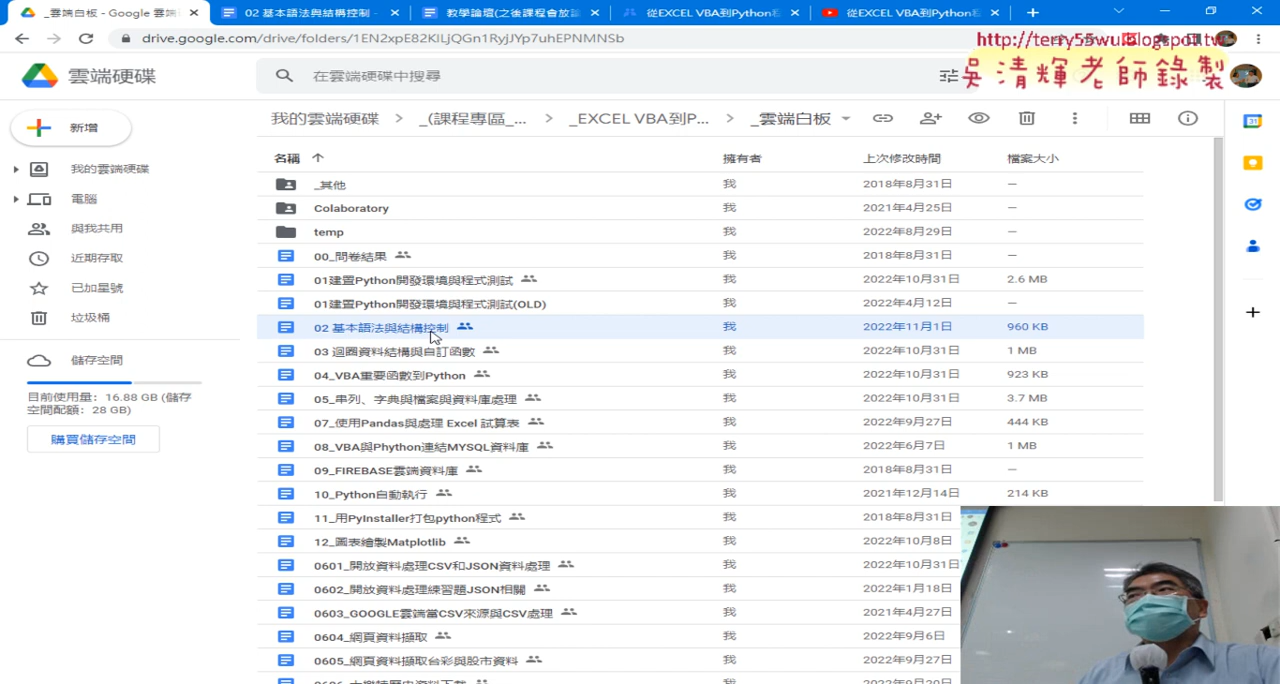 _雲端白板 - Google 雲端
02 基本語法與結構控制 -
教學論壇(之後課程會放論
從EXCEL VBA到Python
從EXCEL VBA到Python
drive.google.com/drive/folders/1EN2xpE82KILjQGn1RyjJYp7uhEPNMNSb
http://terry55wu.blogspot.tw
吳清輝老師錄製
雲端硬碟
在雲端硬碟中搜尋
新增
我的雲端硬碟 > _(課程專區_... > _EXCEL VBA到P... > _雲端白板
名稱 擁有者 上次修改時間 檔案大小
我的雲端硬碟
電腦
與我共用
近期存取
已加星號
垃圾桶
儲存空間
目前使用量：16.88 GB (儲存
空間配額：28 GB)
購買儲存空間
_其他 我 2018年8月31日 —
Colaboratory 我 2021年4月25日 —
temp 我 2022年8月29日 —
00_問卷結果 我 2018年8月31日 —
01建置Python開發環境與程式測試 我 2022年10月31日 2.6 MB
01建置Python開發環境與程式測試(OLD) 我 2022年4月12日 —
02 基本語法與結構控制 我 2022年11月1日 960 KB
03 迴圈資料結構與自訂函數 我 2022年10月31日 1 MB
04_VBA重要函數到Python 我 2022年10月31日 923 KB
05_串列、字典與檔案與資料庫處理 我 2022年10月31日 3.7 MB
07_使用Pandas與處理 Excel 試算表 我 2022年9月27日 444 KB
08_VBA與Phython連結MYSQL資料庫 我 2022年6月7日 1 MB
09_FIREBASE雲端資料庫 我 2018年8月31日 —
10_Python自動執行 我 2021年12月14日 214 KB
11_用PyInstaller打包python程式 我 2018年8月31日
12_圖表繪製Matplotlib 我 2022年10月8日
0601_開放資料處理CSV和JSON資料處理 我 2022年10月31日
0602_開放資料處理練習題JSON相關 我 2022年1月18日
0603_GOOGLE雲端當CSV來源與CSV處理 我 2021年4月27日
0604_網頁資料擷取 我 2022年9月6日
0605_網頁資料擷取台彩與股市資料 我 2022年9月27日